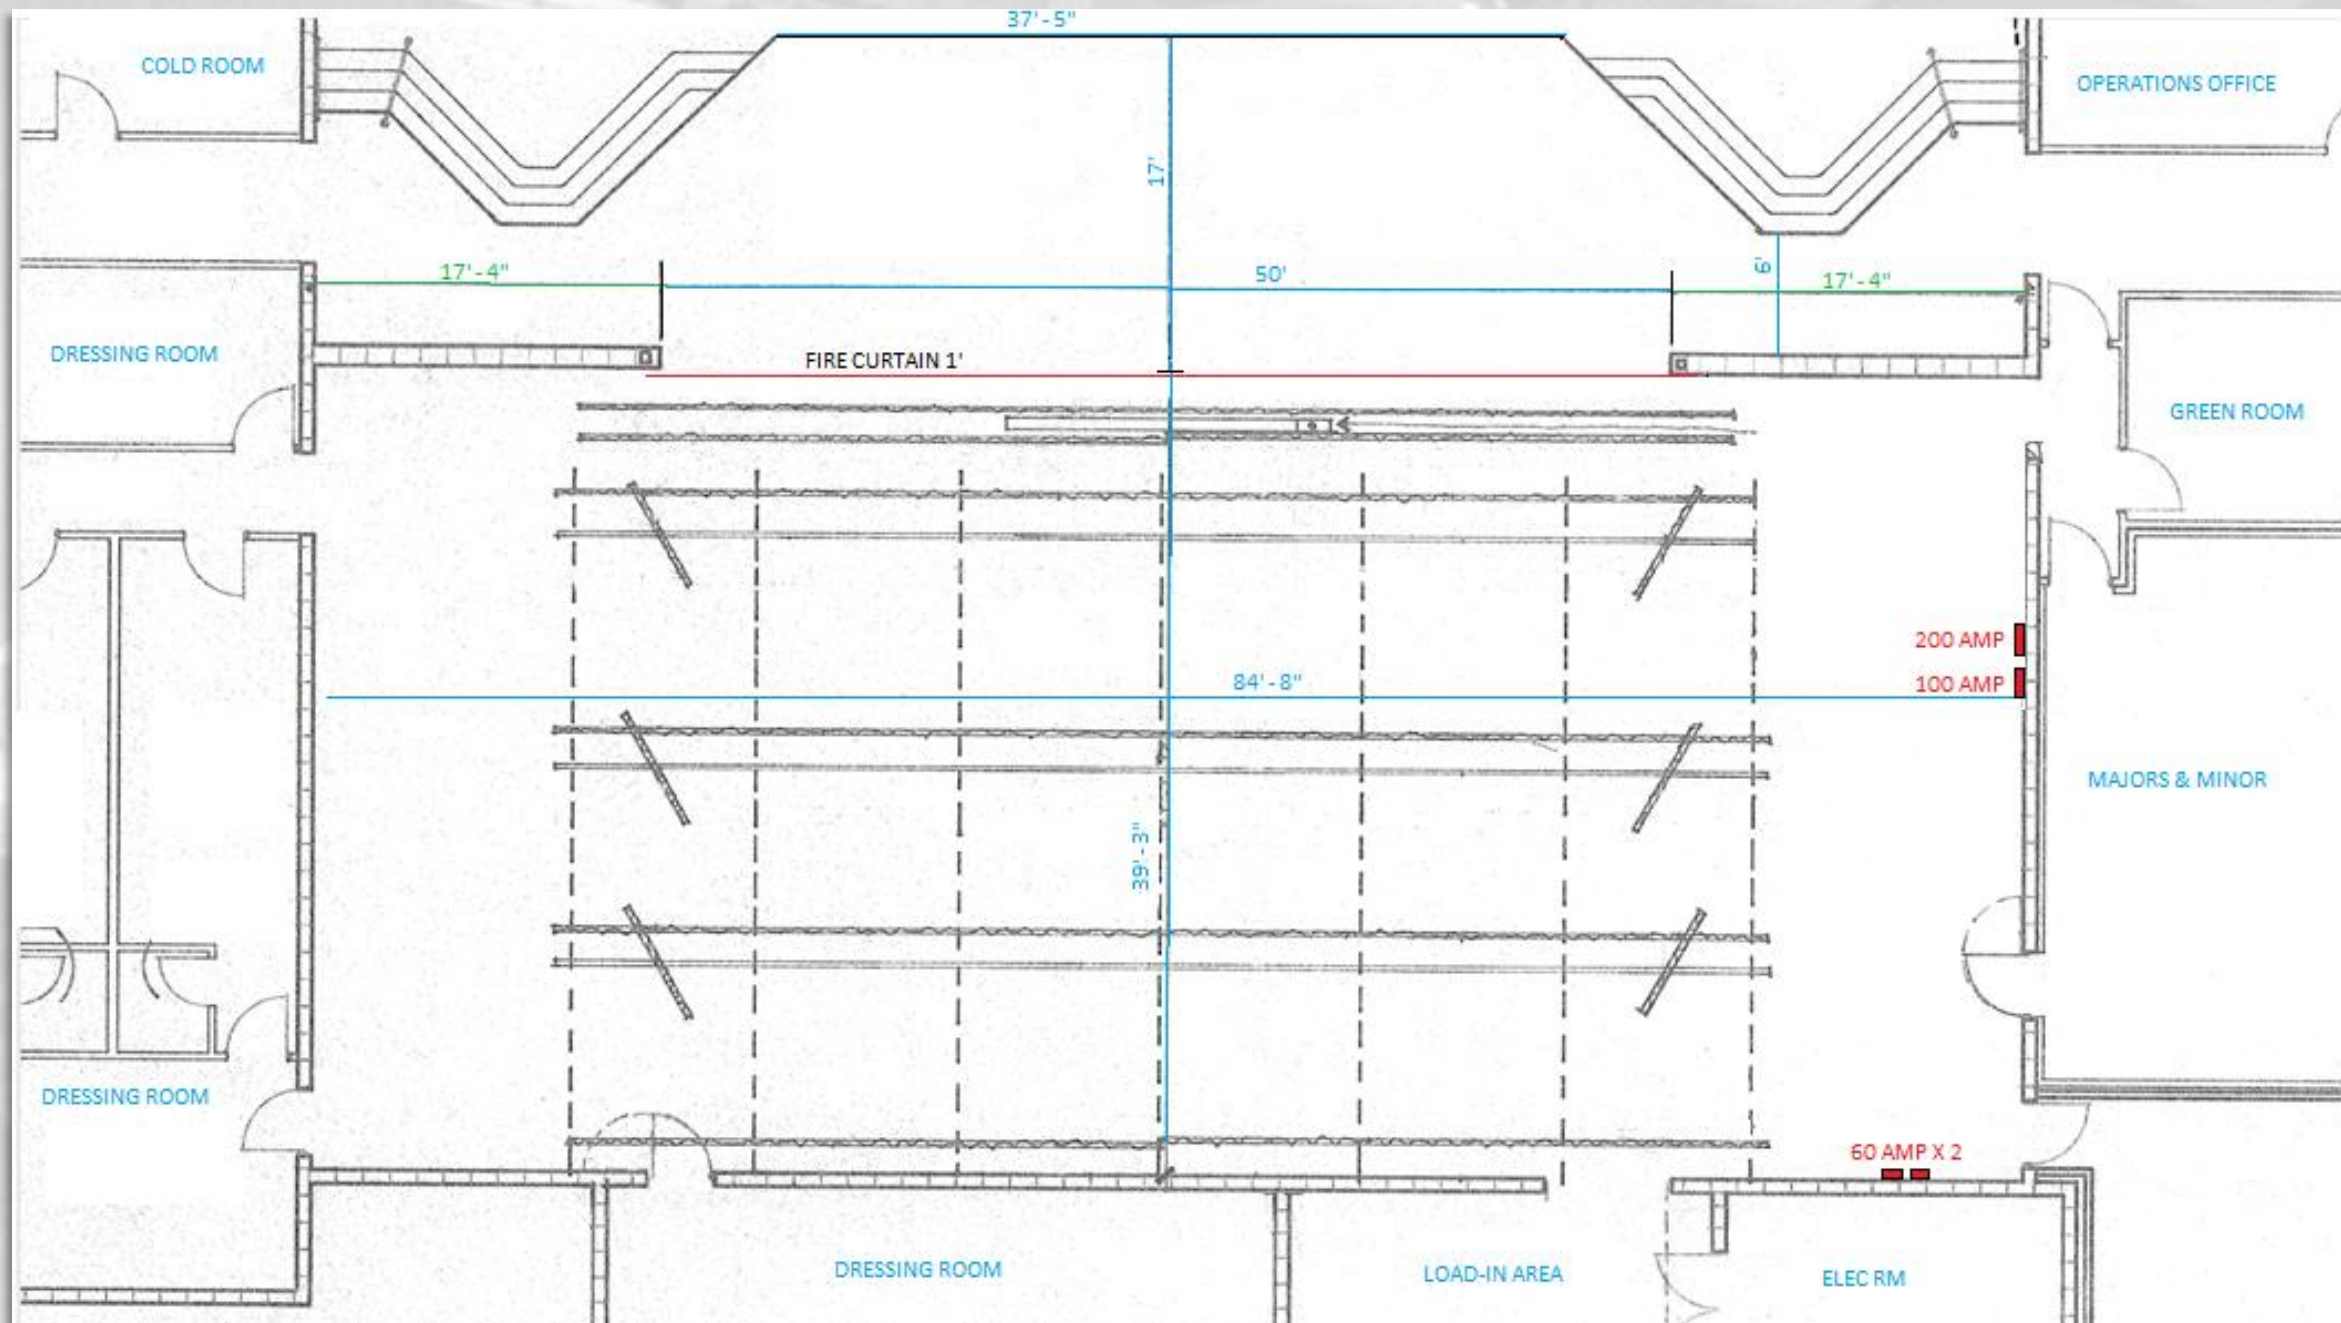 37' - 5"
COLD ROOM
OPERATIONS OFFICE
17'
17' - 4"
50'
6'
17' - 4"
DRESSING ROOM
FIRE CURTAIN 1'
GREEN ROOM
200 AMP
84' - 8"
100 AMP
MAJORS & MINOR
39' - 3"
DRESSING ROOM
60 AMP X 2
DRESSING ROOM
LOAD-IN AREA
ELEC RM